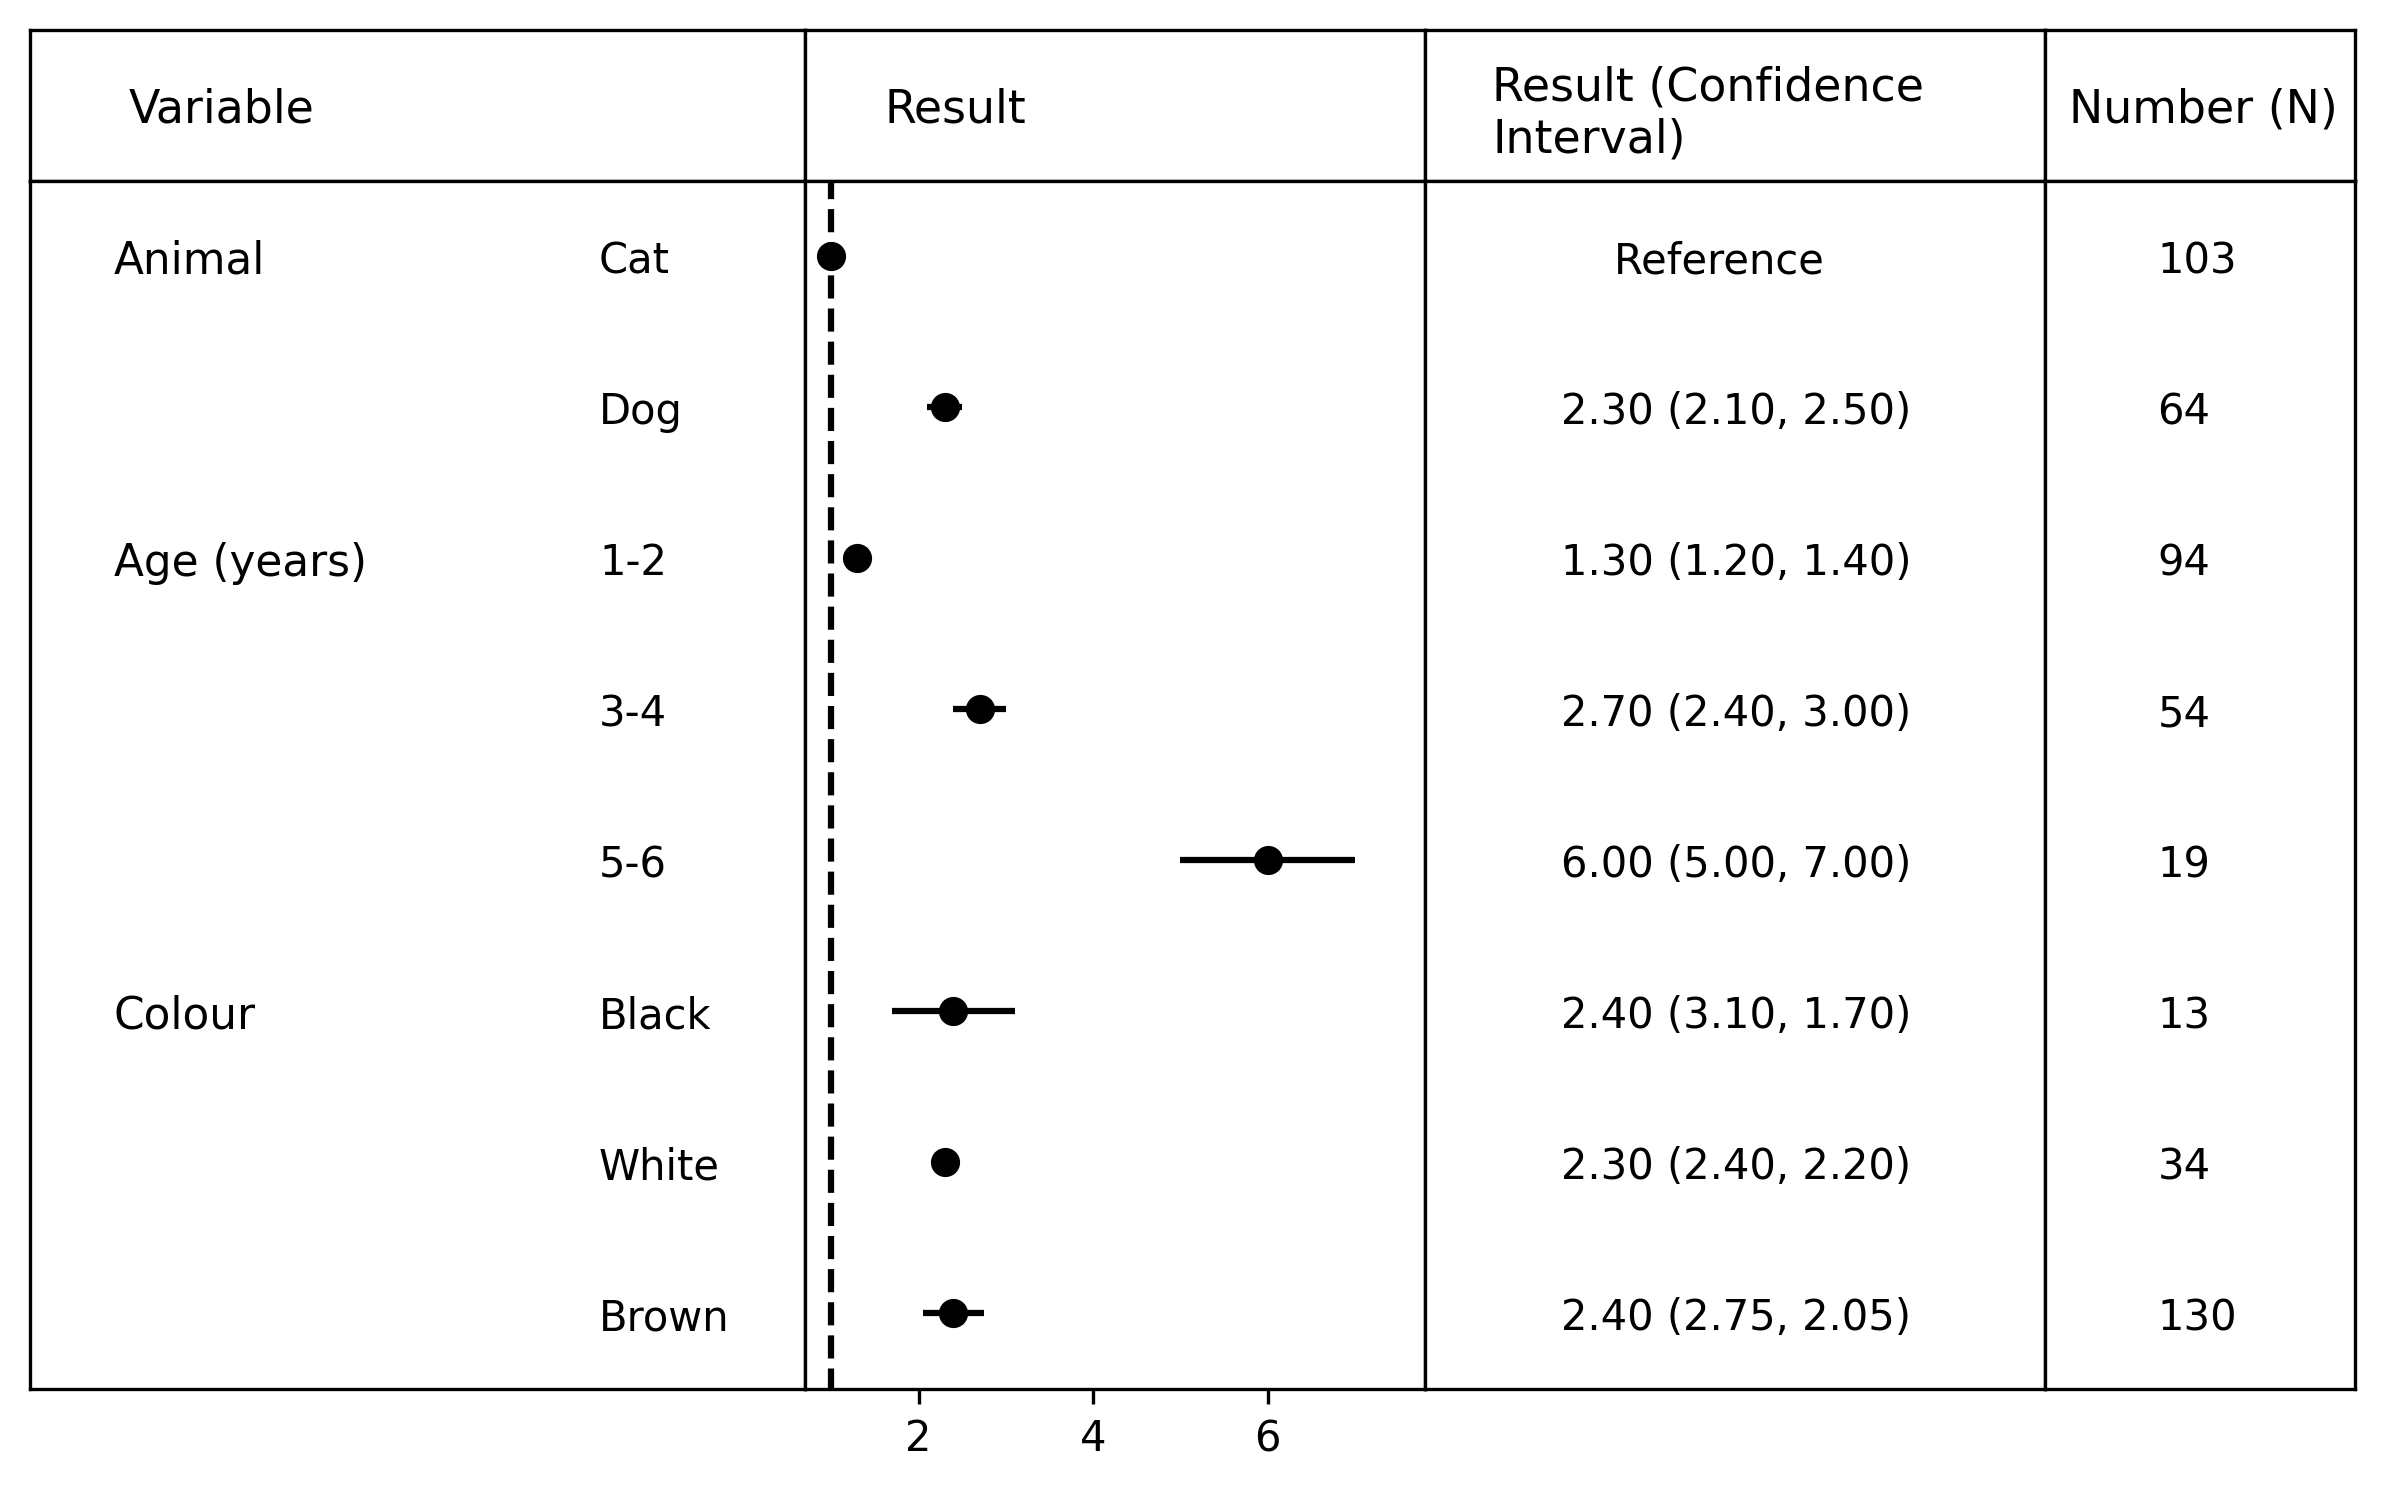 Variable Result Result (Confidence
Interval) Number (N)
Animal Cat Reference 103
Dog 2.30 (2.10, 2.50) 64
Age (years) 1-2 1.30 (1.20, 1.40) 94
3-4 2.70 (2.40, 3.00) 54
5-6 6.00 (5.00, 7.00) 19
Colour Black 2.40 (3.10, 1.70) 13
White 2.30 (2.40, 2.20) 34
Brown 2.40 (2.75, 2.05) 130
2 4 6